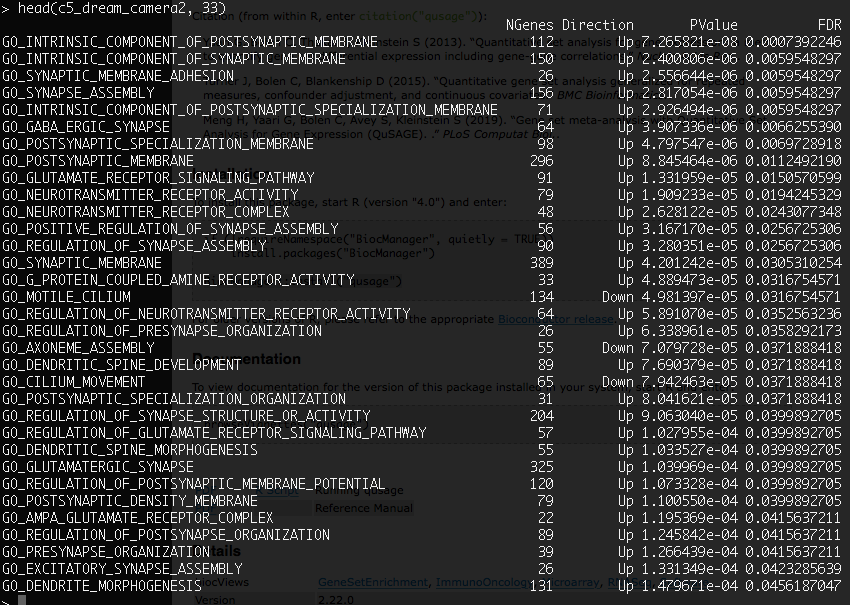 > head(c5_dream_camera2, 33)
NGenes Direction PValue FDR
GO_INTRINSIC_COMPONENT_OF_POSTSYNAPTIC_MEMBRANE 112 Up 7.265821e-08 0.0007392246
GO_INTRINSIC_COMPONENT_OF_SYNAPTIC_MEMBRANE 150 Up 2.400806e-06 0.0059548297
GO_SYNAPTIC_MEMBRANE_ADHESION 26 Up 2.556644e-06 0.0059548297
GO_SYNAPSE_ASSEMBLY 156 Up 2.817054e-06 0.0059548297
GO_INTRINSIC_COMPONENT_OF_POSTSYNAPTIC_SPECIALIZATION_MEMBRANE 71 Up 2.926494e-06 0.0059548297
GO_GABA_ERGIC_SYNAPSE 64 Up 3.907336e-06 0.0066255390
GO_POSTSYNAPTIC_SPECIALIZATION_MEMBRANE 98 Up 4.797547e-06 0.0069728918
GO_POSTSYNAPTIC_MEMBRANE 296 Up 8.845464e-06 0.0112492190
GO_GLUTAMATE_RECEPTOR_SIGNALING_PATHWAY 91 Up 1.331959e-05 0.0150570599
GO_NEUROTRANSMITTER_RECEPTOR_ACTIVITY 79 Up 1.909233e-05 0.0194245329
GO_NEUROTRANSMITTER_RECEPTOR_COMPLEX 48 Up 2.628122e-05 0.0243077348
GO_POSITIVE_REGULATION_OF_SYNAPSE_ASSEMBLY 56 Up 3.167170e-05 0.0256725306
GO_REGULATION_OF_SYNAPSE_ASSEMBLY 90 Up 3.280351e-05 0.0256725306
GO_SYNAPTIC_MEMBRANE 389 Up 4.201242e-05 0.0305310254
GO_G_PROTEIN_COUPLED_AMINE_RECEPTOR_ACTIVITY 33 Up 4.889473e-05 0.0316754571
GO_MOTILE_CILIUM 134 Down 4.981397e-05 0.0316754571
GO_REGULATION_OF_NEUROTRANSMITTER_RECEPTOR_ACTIVITY 64 Up 5.891070e-05 0.0352563236
GO_REGULATION_OF_PRESYNAPSE_ORGANIZATION 32 Up 6.338961e-05 0.0358292173
GO_AXONEME_ASSEMBLY 55 Down 7.079728e-05 0.0371888418
GO_DENDRITIC_SPINE_DEVELOPMENT 89 Up 7.690379e-05 0.0371888418
GO_CILIUM_MOVEMENT 65 Down 7.942463e-05 0.0371888418
GO_POSTSYNAPTIC_SPECIALIZATION_ORGANIZATION 31 Up 8.041621e-05 0.0371888418
GO_REGULATION_OF_SYNAPSE_STRUCTURE_OR_ACTIVITY 204 Up 9.063040e-05 0.0399892705
GO_REGULATION_OF_GLUTAMATE_RECEPTOR_SIGNALING_PATHWAY 57 Up 1.027955e-04 0.0399892705
GO_DENDRITIC_SPINE_MORPHOGENESIS 55 Up 1.033527e-04 0.0399892705
GO_GLUTAMATERGIC_SYNAPSE 325 Up 1.039969e-04 0.0399892705
GO_REGULATION_OF_POSTSYNAPTIC_MEMBRANE_POTENTIAL 120 Up 1.073328e-04 0.0399892705
GO_POSTSYNAPTIC_DENSITY_MEMBRANE 79 Up 1.100550e-04 0.0399892705
GO_AMPA_GLUTAMATE_RECEPTOR_COMPLEX 22 Up 1.195369e-04 0.0415637211
GO_REGULATION_OF_POSTSYNAPSE_ORGANIZATION 89 Up 1.245842e-04 0.0415637211
GO_PRESYNAPSE_ORGANIZATION 39 Up 1.266439e-04 0.0415637211
GO_EXCITATORY_SYNAPSE_ASSEMBLY 26 Up 1.331349e-04 0.0423285639
GO_DENDRITE_MORPHOGENESIS 131 Up 1.479671e-04 0.0456187047
>